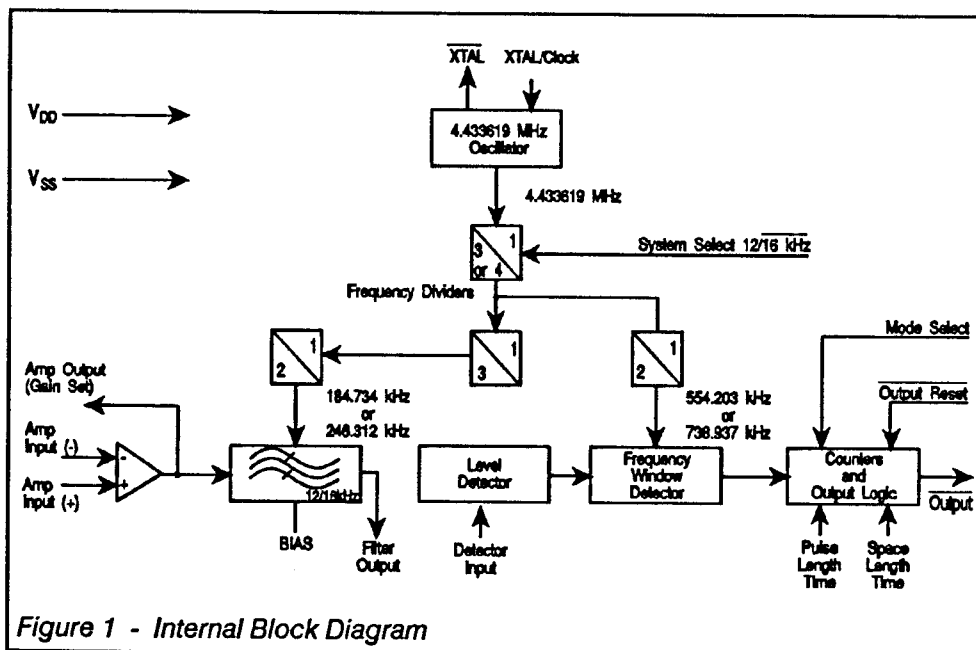 XTAL XTAL/Clock
V_DD
V_SS
4.433619 MHz
Oscillator
4.433619 MHz
3 1
or 4
System Select 12/16 kHz
Frequency Dividers
1
2
1
3
1
2
Mode Select
Output Reset
Amp Output
(Gain Set)
184.734 kHz
or
246.312 kHz
554.203 kHz
or
738.937 kHz
Amp
Input (-)
-
Amp
Input (+)
+
12/16kHz
Level
Detector
Frequency
Window
Detector
Counters
and
Output Logic
Output
BIAS
Filter
Output
Detector
Input
Pulse
Length
Time
Space
Length
Time
Figure 1 - Internal Block Diagram